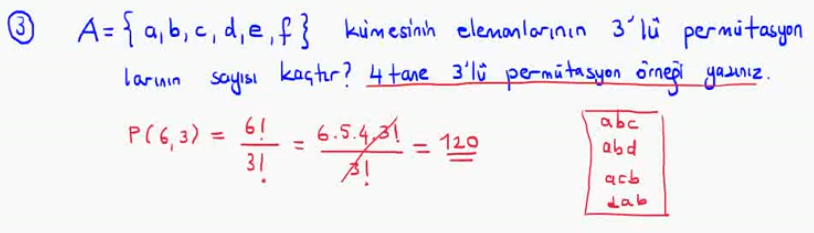 3 A = { a, b, c, d, e, f } kümesinin elemanlarının 3'lü permütasyon
larının sayısı kaçtır? 4 tane 3'lü permütasyon örneği yazınız.
P(6,3) = 6!/3! = 6.5.4.3!/3! = 120
abc
abd
acb
dab